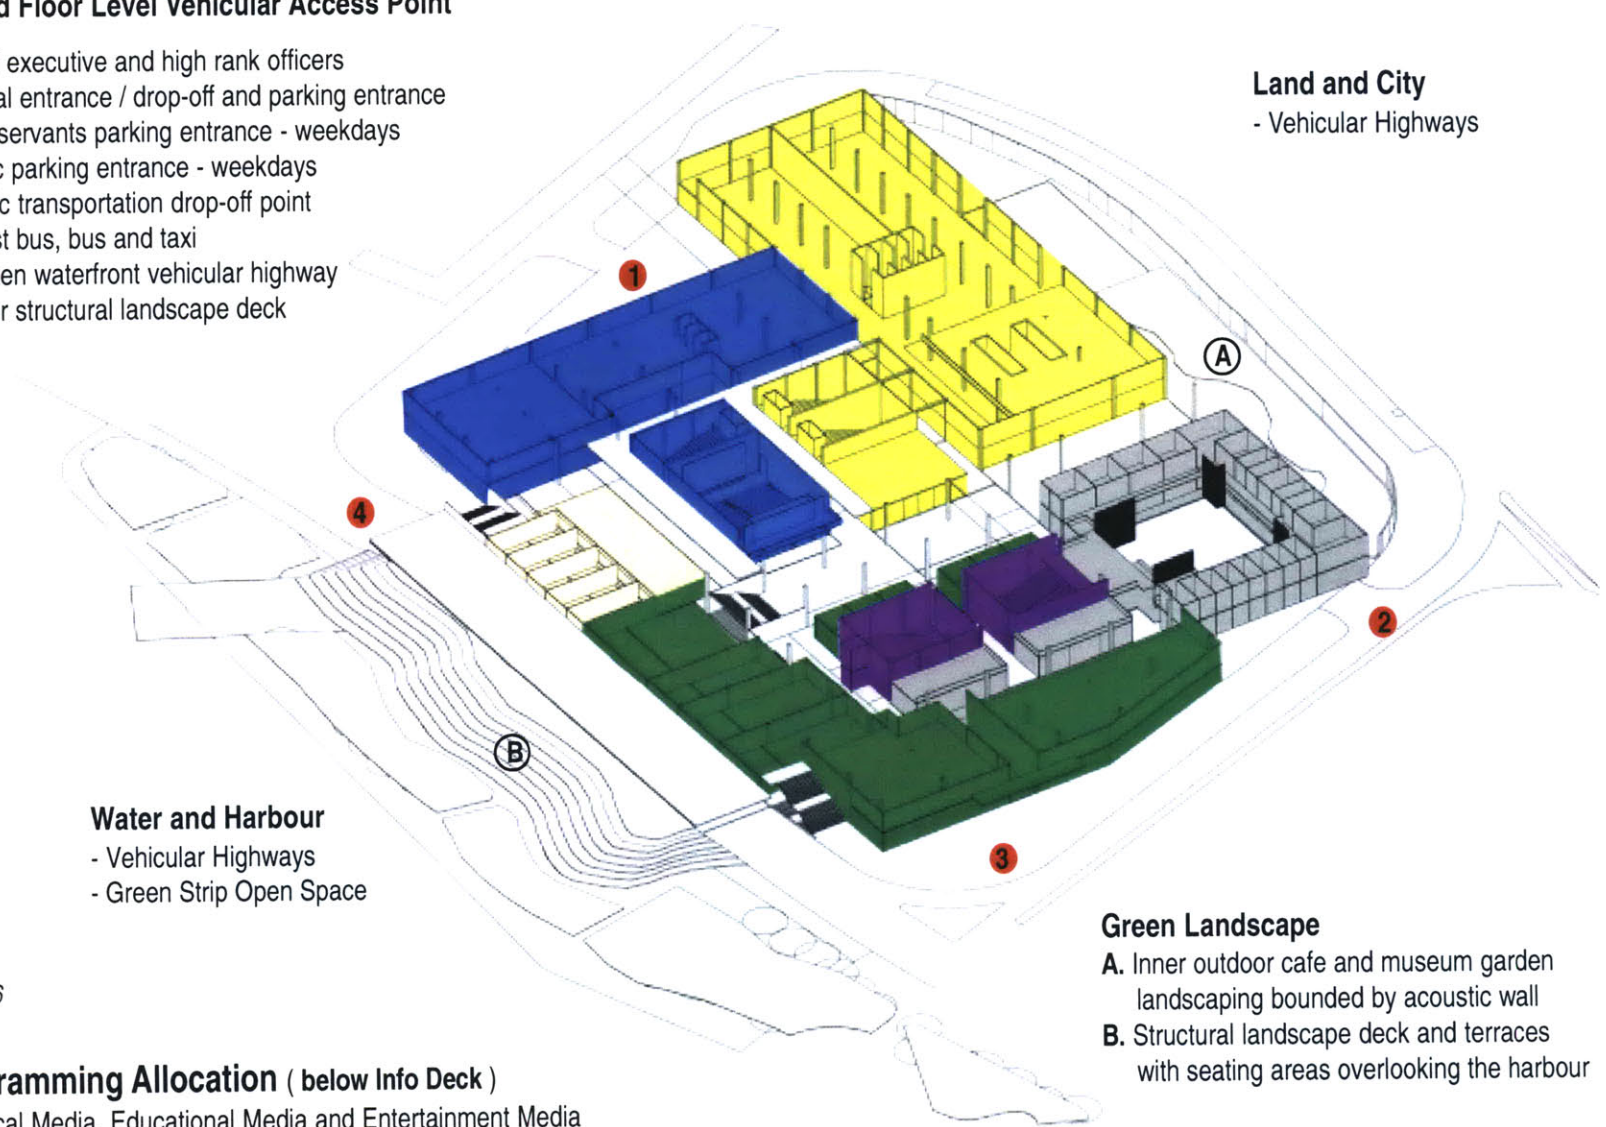 Floor Level Vehicular Access Point
executive and high rank officers
entrance / drop-off and parking entrance
servants parking entrance - weekdays
parking entrance - weekdays
transportation drop-off point
bus, bus and taxi
waterfront vehicular highway
structural landscape deck
Land and City
- Vehicular Highways
1
A
4
2
B
3
Water and Harbour
- Vehicular Highways
- Green Strip Open Space
Green Landscape
A. Inner outdoor cafe and museum garden
landscaping bounded by acoustic wall
B. Structural landscape deck and terraces
with seating areas overlooking the harbour
ramming Allocation ( below Info Deck )
cal Media, Educational Media and Entertainment Media